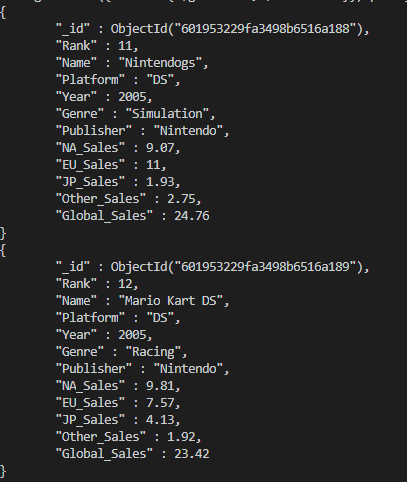 {
"_id" : ObjectId("601953229fa3498b6516a188"),
"Rank" : 11,
"Name" : "Nintendogs",
"Platform" : "DS",
"Year" : 2005,
"Genre" : "Simulation",
"Publisher" : "Nintendo",
"NA_Sales" : 9.07,
"EU_Sales" : 11,
"JP_Sales" : 1.93,
"Other_Sales" : 2.75,
"Global_Sales" : 24.76
}
{
"_id" : ObjectId("601953229fa3498b6516a189"),
"Rank" : 12,
"Name" : "Mario Kart DS",
"Platform" : "DS",
"Year" : 2005,
"Genre" : "Racing",
"Publisher" : "Nintendo",
"NA_Sales" : 9.81,
"EU_Sales" : 7.57,
"JP_Sales" : 4.13,
"Other_Sales" : 1.92,
"Global_Sales" : 23.42
}